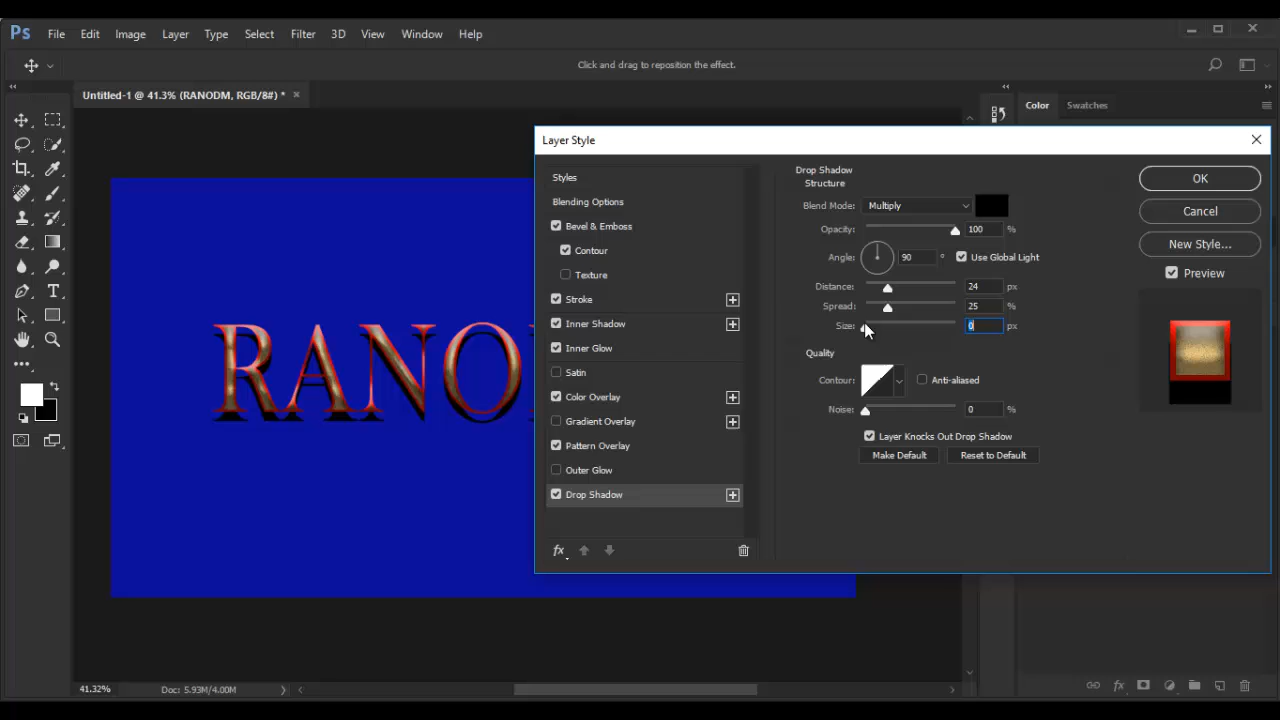 Ps File Edit Image Layer Type Select Filter 3D View Window Help
Click and drag to reposition the effect.
Untitled-1 @ 41.3% (RANODM, RGB/8#) *
Color Swatches
Layer Style
Styles
Blending Options
Bevel & Emboss
Contour
Texture
Stroke
Inner Shadow
Inner Glow
Satin
Color Overlay
Gradient Overlay
Pattern Overlay
Outer Glow
Drop Shadow
fx
Drop Shadow
Structure
Blend Mode: Multiply
Opacity: 100 %
Angle: 90 ° Use Global Light
Distance: 24 px
Spread: 25 %
Size: 0 px
Quality
Contour: Anti-aliased
Noise: 0 %
Layer Knocks Out Drop Shadow
Make Default Reset to Default
OK
Cancel
New Style...
Preview
RANO
41.32% Doc: 5.93M/4.00M
fx